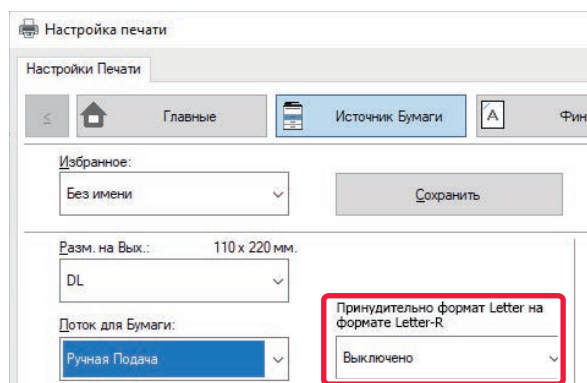 Настройка печати
Настройки Печати
≤ Главные Источник Бумаги A Фин
Избранное:
Без имени Сохранить
Разм. на Вых.: 110 x 220 мм.
DL
Принудительно формат Letter на
формате Letter-R
Лоток для Бумаги:
Ручная Подача Выключено